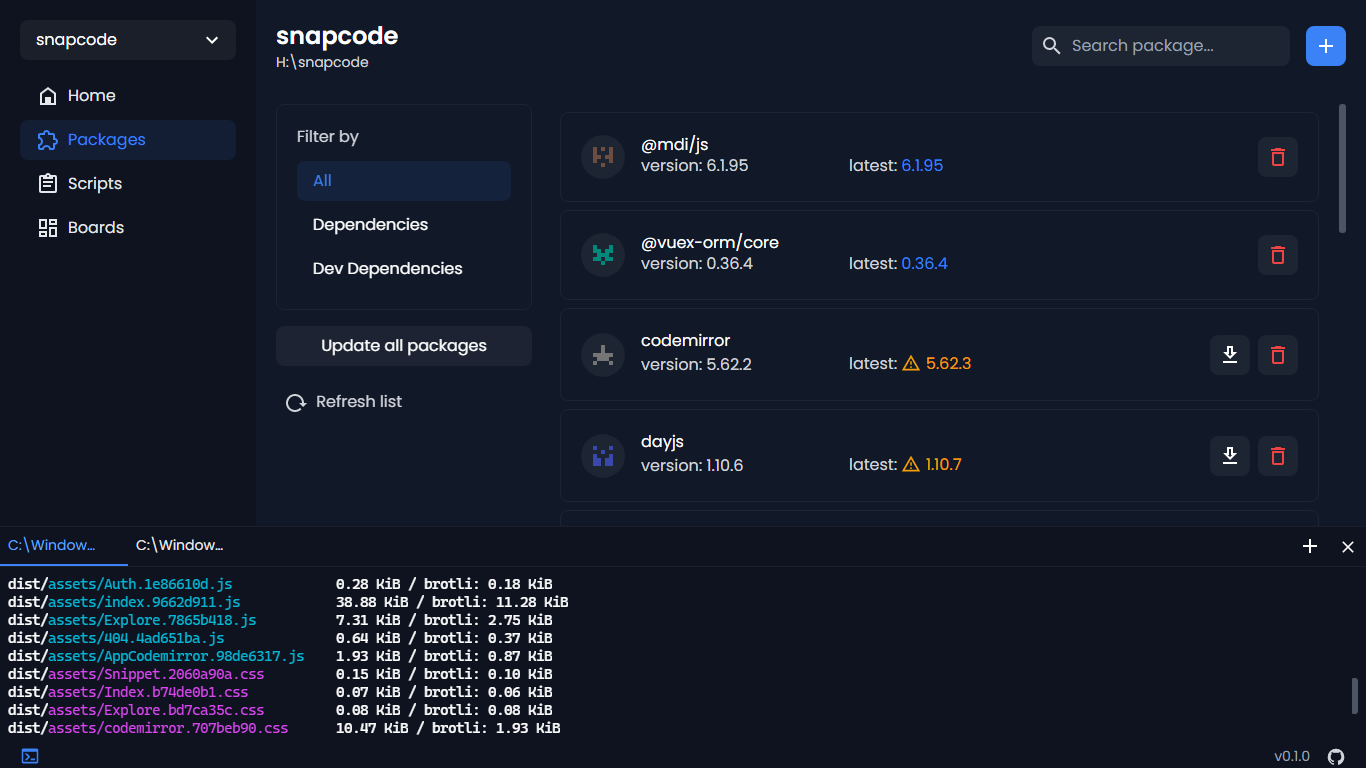 snapcode
Home
Packages
Scripts
Boards
snapcode
H:\snapcode
Search package...
Filter by
All
Dependencies
Dev Dependencies
Update all packages
Refresh list
@mdi/js
version: 6.1.95
latest: 6.1.95
@vuex-orm/core
version: 0.36.4
latest: 0.36.4
codemirror
version: 5.62.2
latest: 5.62.3
dayjs
version: 1.10.6
latest: 1.10.7
C:\Window...
C:\Window...
dist/assets/Auth.1e86610d.js 0.28 KiB / brotli: 0.18 KiB
dist/assets/index.9662d911.js 38.88 KiB / brotli: 11.28 KiB
dist/assets/Explore.7865b418.js 7.31 KiB / brotli: 2.75 KiB
dist/assets/404.4ad651ba.js 0.64 KiB / brotli: 0.37 KiB
dist/assets/AppCodemirror.98de6317.js 1.93 KiB / brotli: 0.87 KiB
dist/assets/Snippet.2060a90a.css 0.15 KiB / brotli: 0.10 KiB
dist/assets/Index.b74de0b1.css 0.07 KiB / brotli: 0.06 KiB
dist/assets/Explore.bd7ca35c.css 0.08 KiB / brotli: 0.08 KiB
dist/assets/codemirror.707beb90.css 10.47 KiB / brotli: 1.93 KiB
v0.1.0